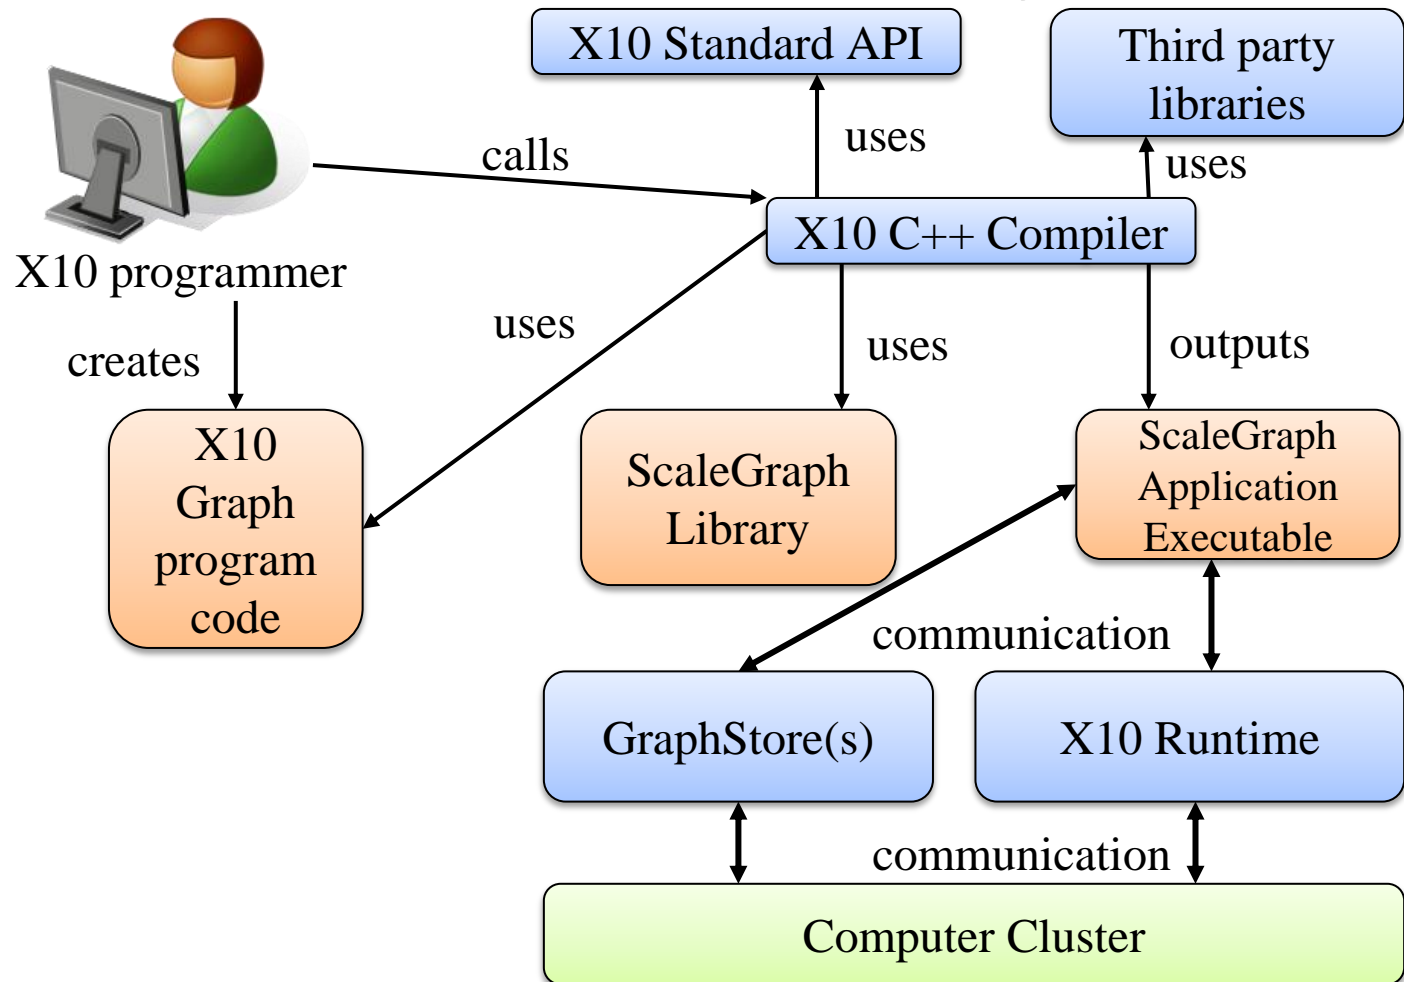 X10 Standard API
Third party
libraries
uses
calls
uses
X10 C++ Compiler
X10 programmer
uses
uses
outputs
creates
X10
Graph
program
code
ScaleGraph
Library
ScaleGraph
Application
Executable
communication
GraphStore(s)
X10 Runtime
communication
Computer Cluster